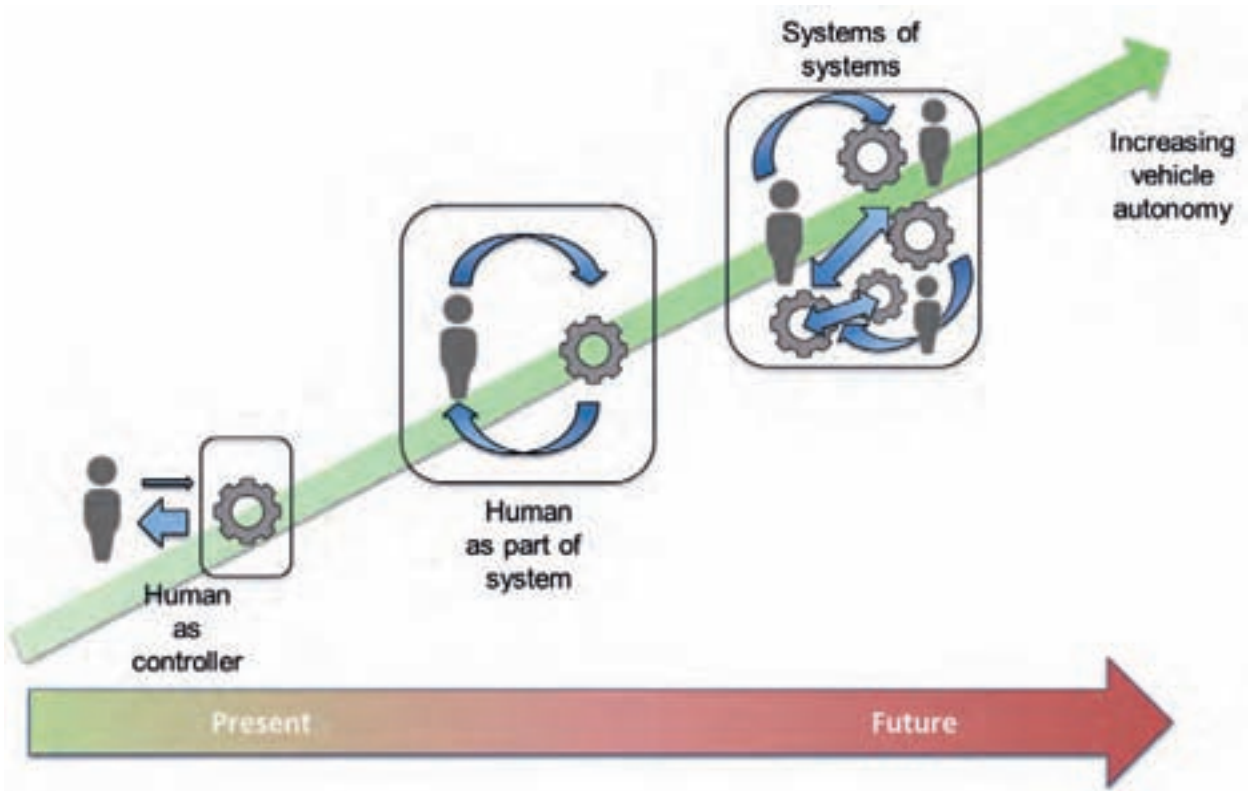 Systems of
systems
Increasing
vehicle
autonomy
Human
as part of
system
Human
as
controller
Present
Future